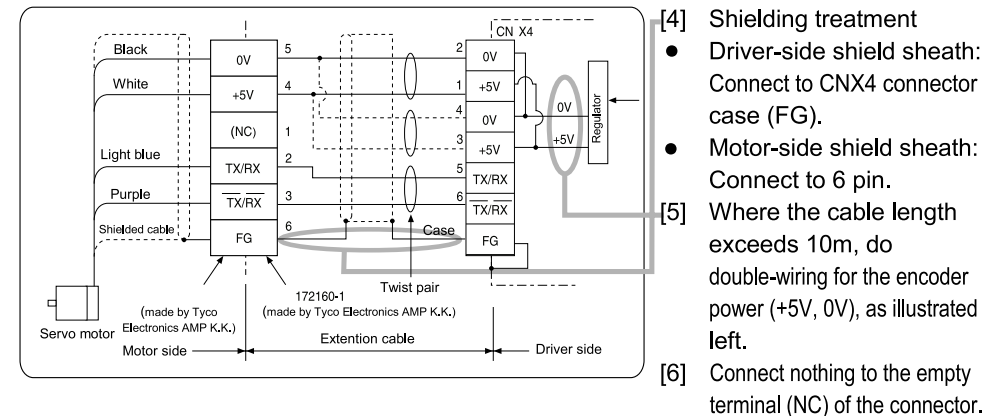 CN X4
Black
White
Light blue
Purple
Shielded cable
0V
+5V
(NC)
TX/RX
TX/RX
FG
5
4
1
2
3
6
2
1
4
3
5
6
Case
0V
+5V
0V
+5V
TX/RX
TX/RX
FG
0V
+5V
Regulator
Servo motor
(made by Tyco
Electronics AMP K.K.)
172160-1
(made by Tyco Electronics AMP K.K.)
Twist pair
Motor side
Extention cable
Driver side
[4] Shielding treatment
● Driver-side shield sheath:
Connect to CNX4 connector
case (FG).
● Motor-side shield sheath:
Connect to 6 pin.
[5] Where the cable length
exceeds 10m, do
double-wiring for the encoder
power (+5V, 0V), as illustrated
left.
[6] Connect nothing to the empty
terminal (NC) of the connector.